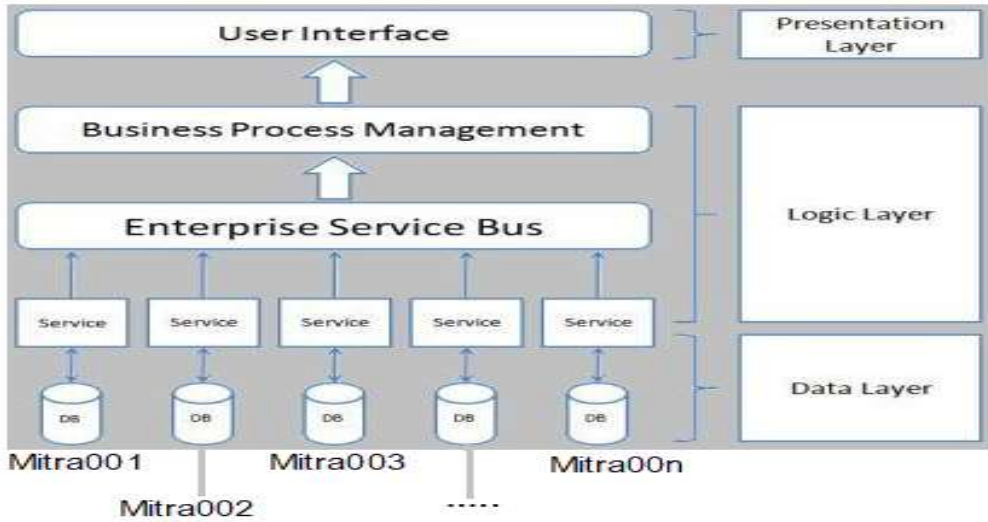 User Interface
Presentation
Layer
Business Process Management
Logic Layer
Enterprise Service Bus
Service Service Service Service Service
Data Layer
DB DB DB DB DB
Mitra001 Mitra003 Mitra00n
Mitra002 .....